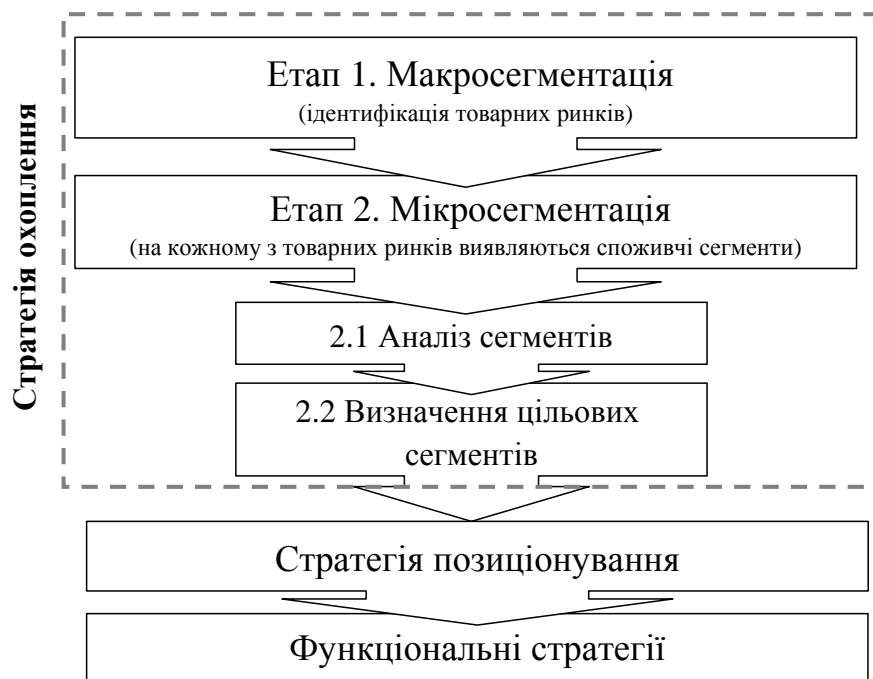 Стратегія охоплення
Етап 1. Макросегментація
(ідентифікація товарних ринків)
Етап 2. Мікросегментація
(на кожному з товарних ринків виявляються споживчі сегменти)
2.1 Аналіз сегментів
2.2 Визначення цільових
сегментів
Стратегія позиціонування
Функціональні стратегії